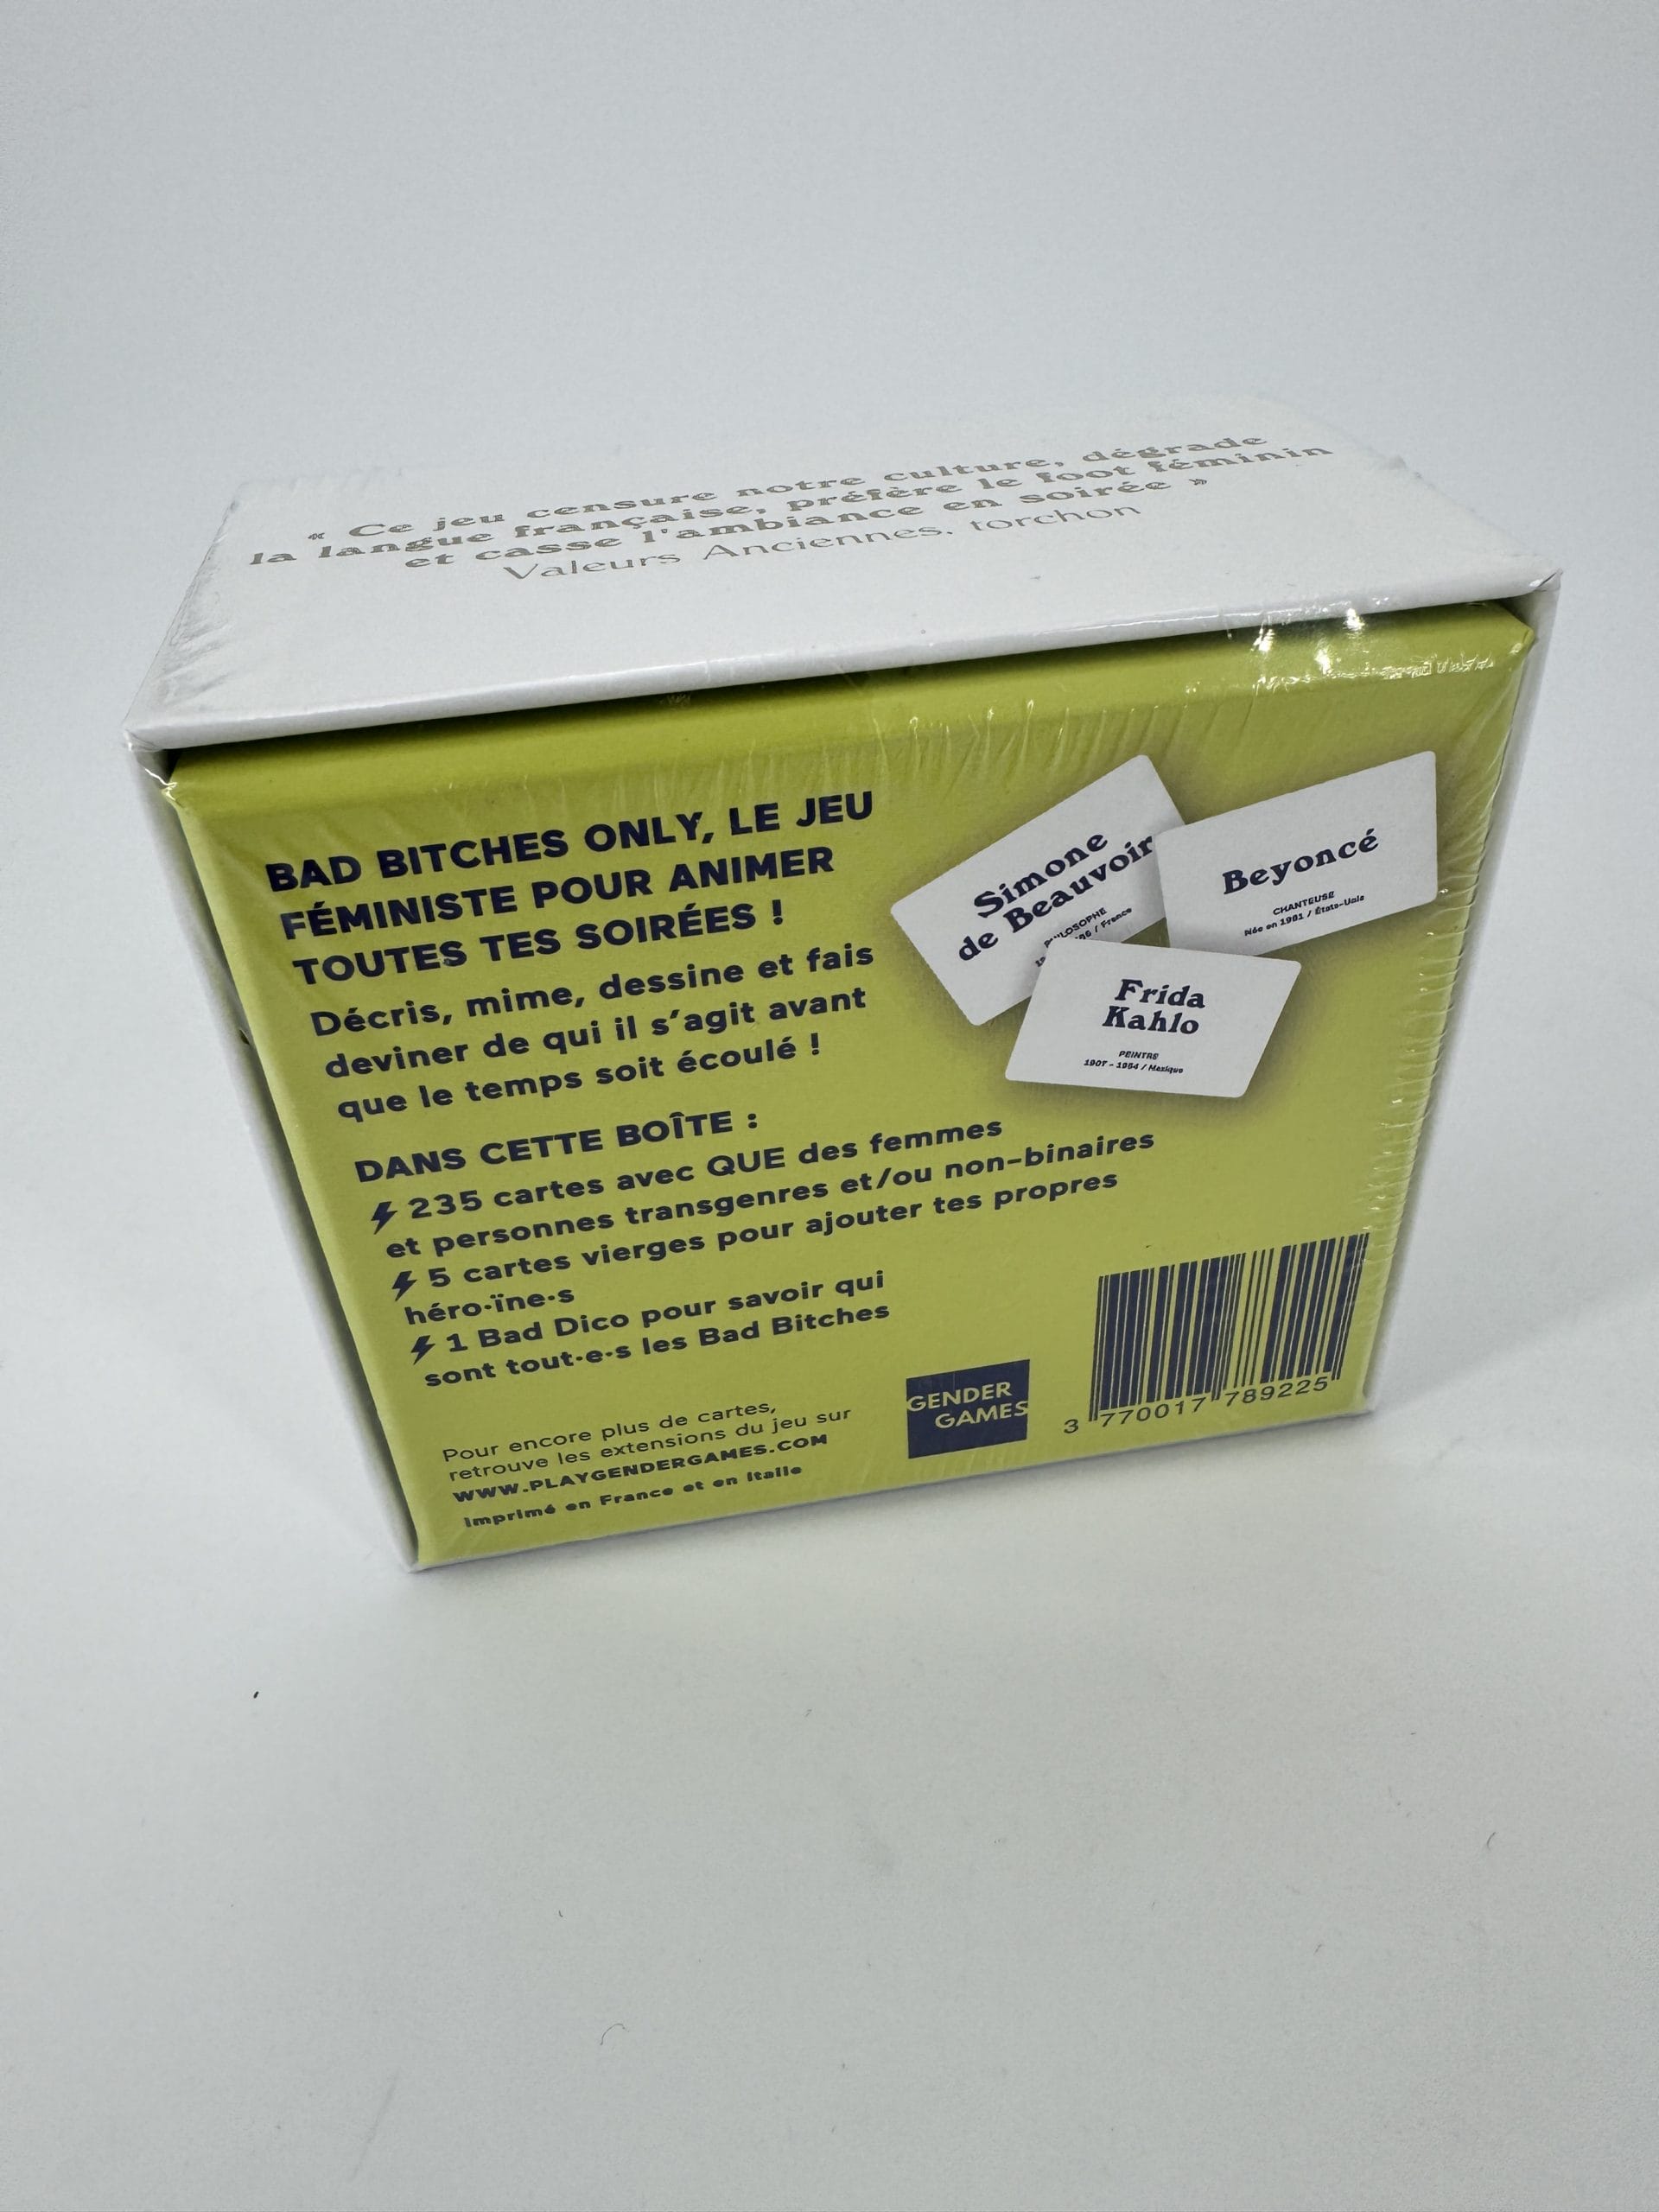 « Ce jeu censure notre culture, dégrade
la langue française, préfère le foot féminin
et casse l'ambiance en soirée »
Valeurs Anciennes, torchon
BAD BITCHES ONLY, LE JEU
FÉMINISTE POUR ANIMER
TOUTES TES SOIRÉES !
Décris, mime, dessine et fais
deviner de qui il s'agit avant
que le temps soit écoulé !
Simone
de Beauvoir
/ France
Beyoncé
CHANTEUSE
Née en 1981 / États-Unis
Frida
Kahlo
PEINTRE
1907 - 1954 / Mexique
DANS CETTE BOÎTE :
235 cartes avec QUE des femmes
et personnes transgenres et/ou non-binaires
5 cartes vierges pour ajouter tes propres
héro·ïne·s
1 Bad Dico pour savoir qui
sont tout·e·s les Bad Bitches
Pour encore plus de cartes,
retrouve les extensions du jeu sur
WWW.PLAYGENDERGAMES.COM
Imprimé en France et en Italie
GENDER
GAMES
3 770017 789225